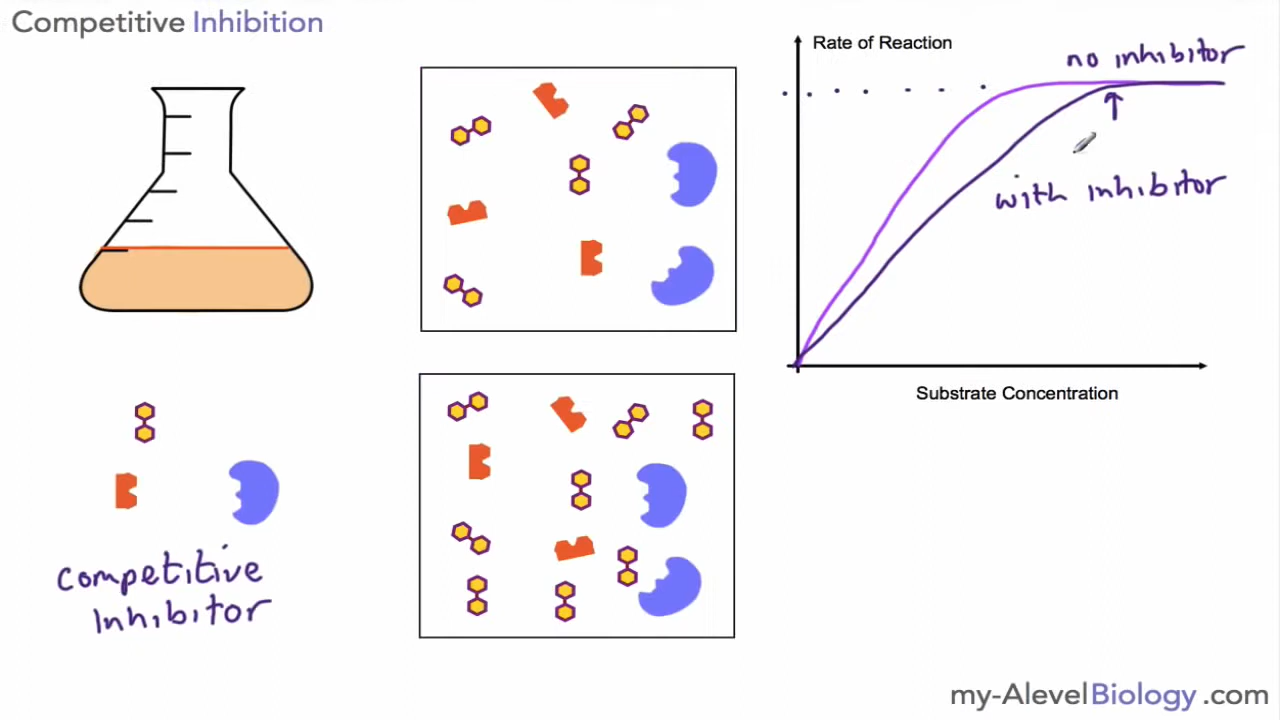 Competitive Inhibition
Rate of Reaction
no inhibitor
with inhibitor
Substrate Concentration
competitive
Inhibitor
my-AlevelBiology.com